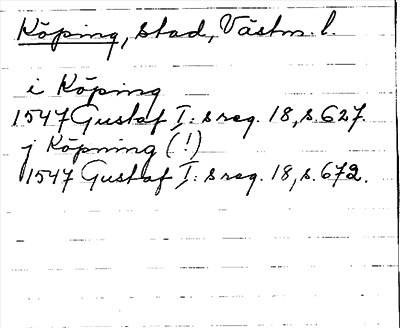 Köping, stad, Västm. l.
i Köping
1547 Gustaf I:s reg. 18, s. 627.
j Köpning (!)
1547 Gustaf I:s reg. 18, s. 672.